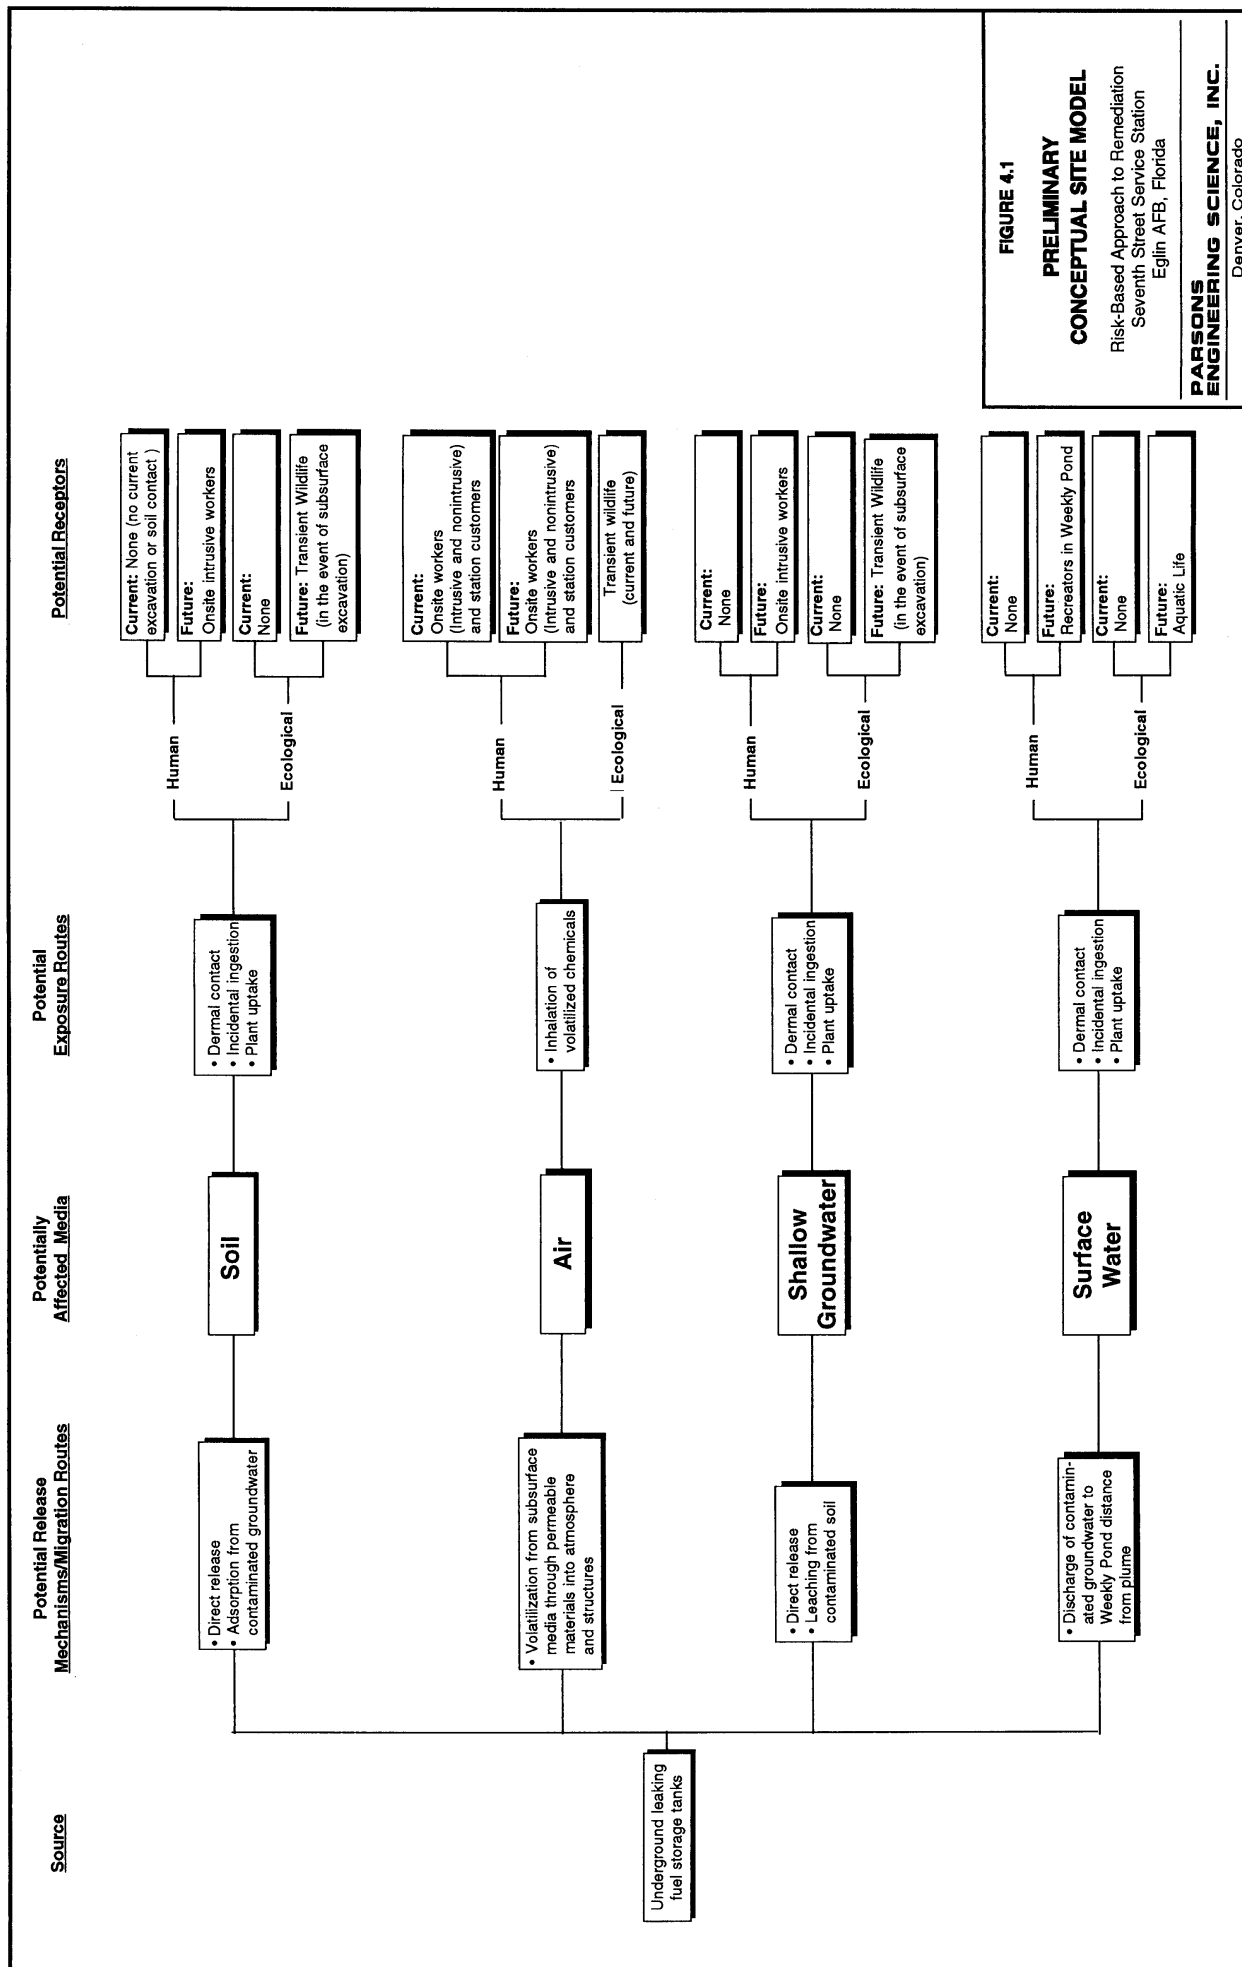 Source
Potential Release
Mechanisms/Migration Routes
Potentially
Affected Media
Potential
Exposure Routes
Potential Receptors
Underground leaking
fuel storage tanks
• Direct release
• Adsorption from
contaminated groundwater
Soil
• Dermal contact
• Incidental ingestion
• Plant uptake
Human
Current: None (no current
excavation or soil contact )
Future:
Onsite intrusive workers
Ecological
Current:
None
Future: Transient Wildlife
(in the event of subsurface
excavation)
• Volatilization from subsurface
media through permeable
materials into atmosphere
and structures
Air
• Inhalation of
volatilized chemicals
Human
Current:
Onsite workers
(Intrusive and nonintrusive)
and station customers
Future:
Onsite workers
(Intrusive and nonintrusive)
and station customers
Ecological
Transient wildlife
(current and future)
• Direct release
• Leaching from
contaminated soil
Shallow
Groundwater
• Dermal contact
• Incidental ingestion
• Plant uptake
Human
Current:
None
Future:
Onsite intrusive workers
Ecological
Current:
None
Future: Transient Wildlife
(in the event of subsurface
excavation)
• Discharge of contamin-
ated groundwater to
Weekly Pond distance
from plume
Surface
Water
• Dermal contact
• Incidental ingestion
• Plant uptake
Human
Current:
None
Future:
Recreators in Weekly Pond
Ecological
Current:
None
Future:
Aquatic Life
FIGURE 4.1
PRELIMINARY
CONCEPTUAL SITE MODEL
Risk-Based Approach to Remediation
Seventh Street Service Station
Eglin AFB, Florida
PARSONS
ENGINEERING SCIENCE, INC.
Denver, Colorado